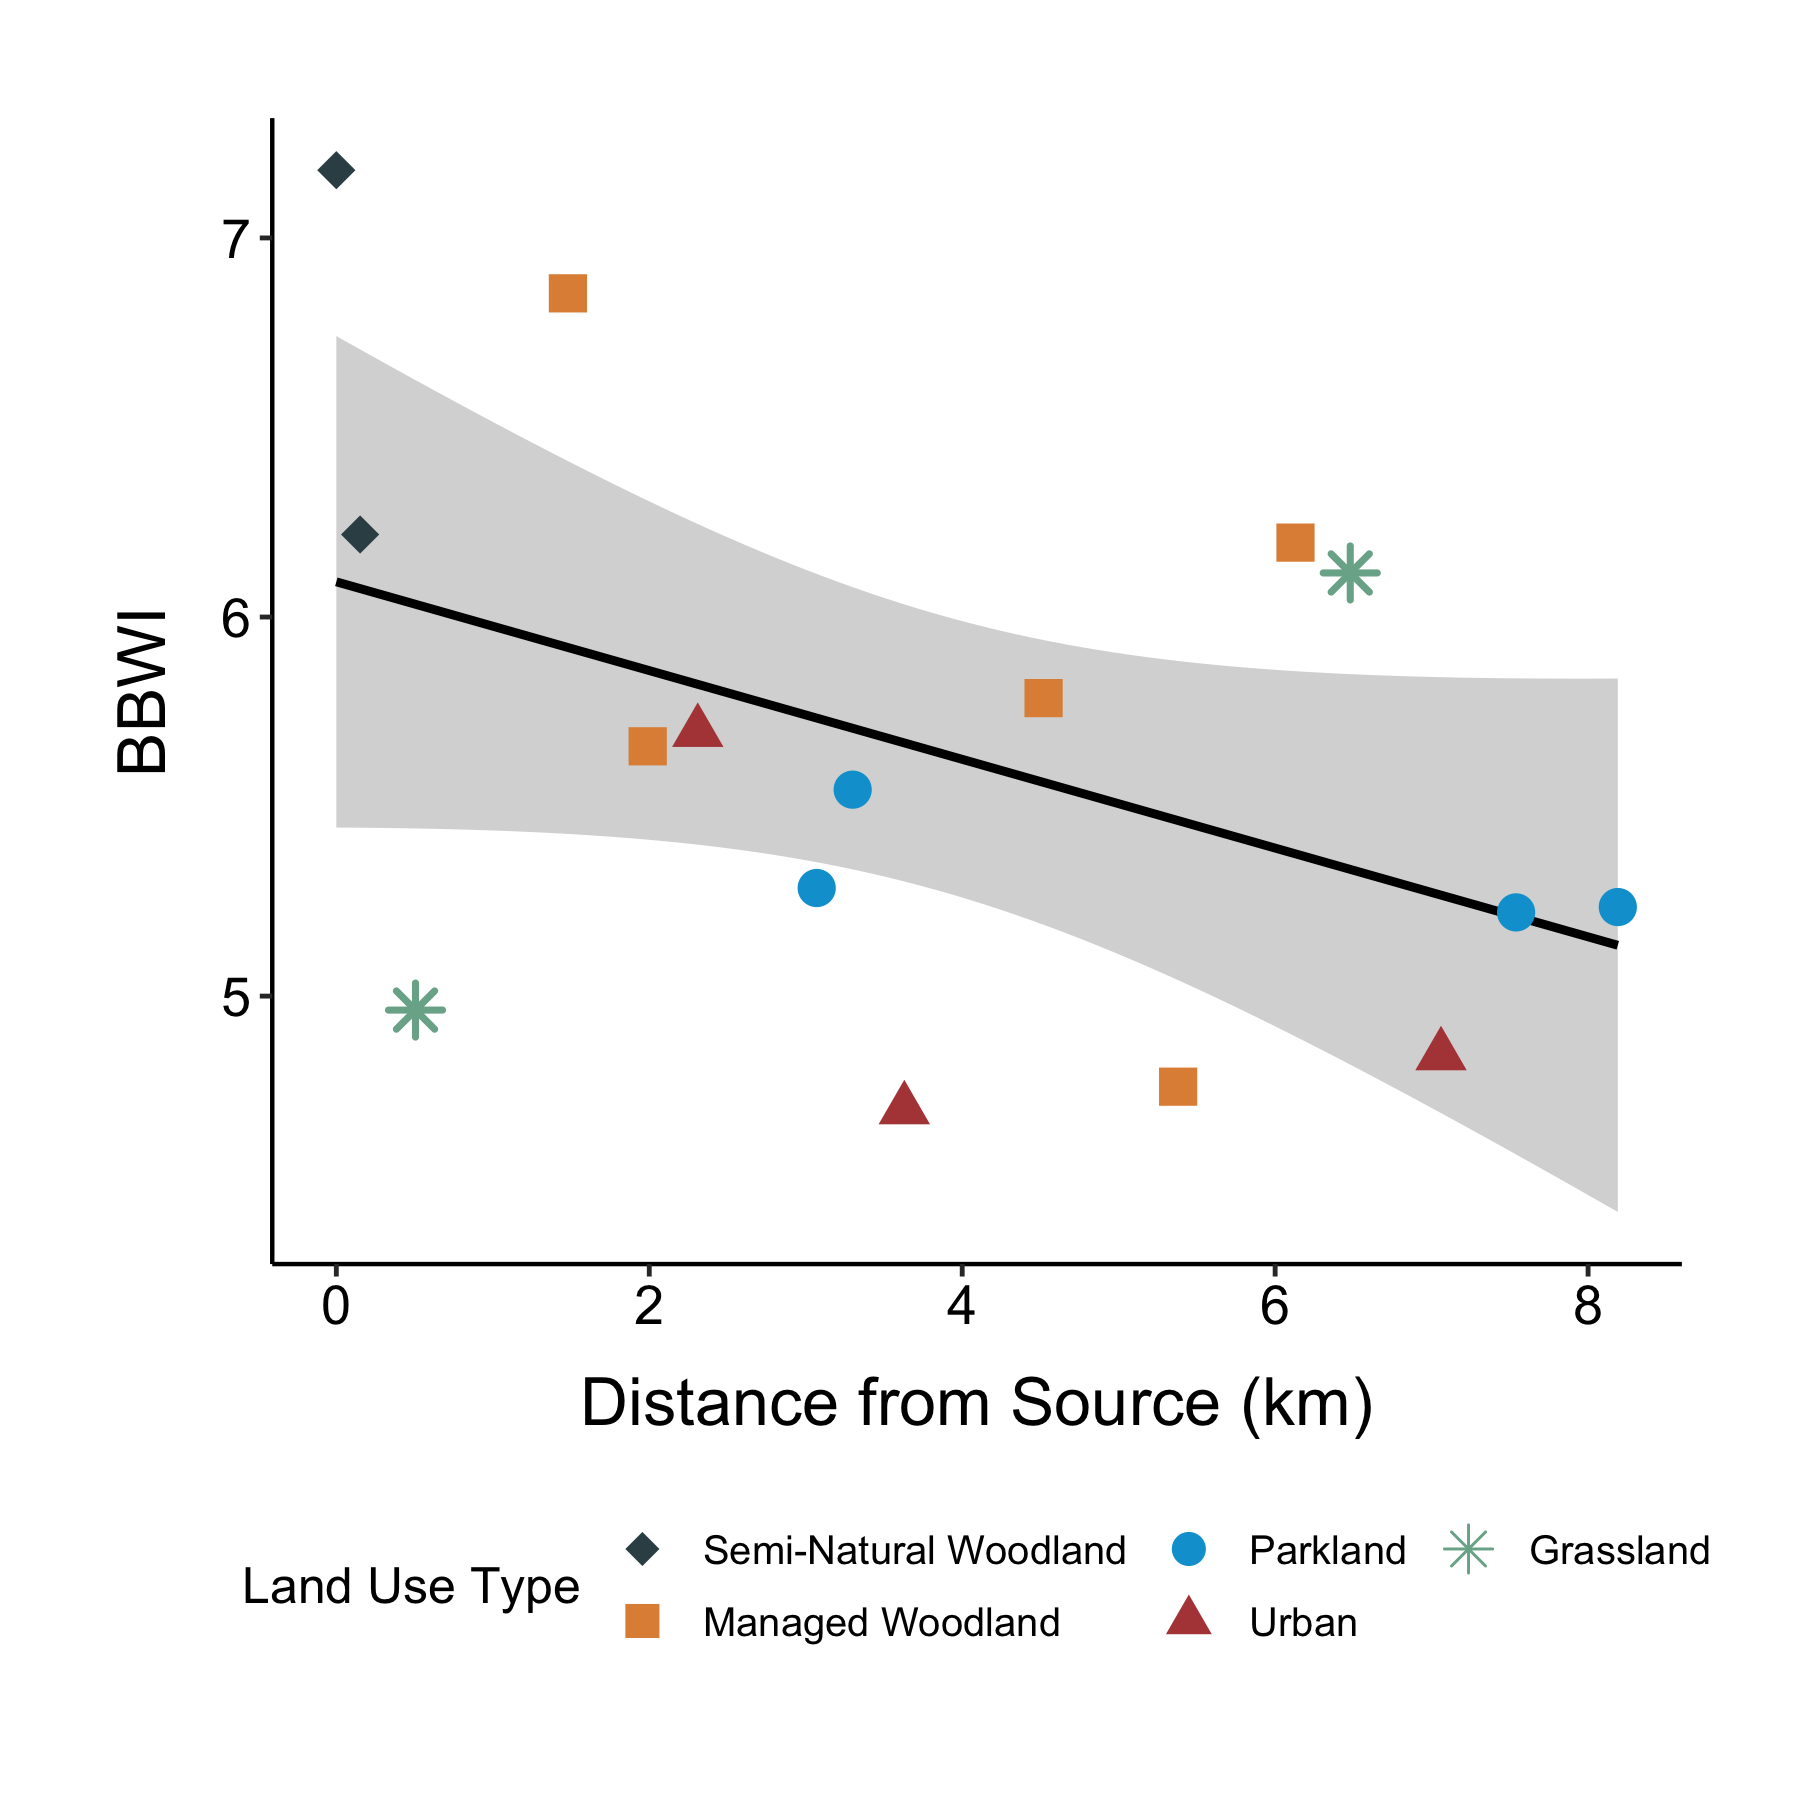 BBWI
7
6
5
0 2 4 6 8
Distance from Source (km)
Land Use Type
Semi-Natural Woodland
Managed Woodland
Parkland
Urban
Grassland